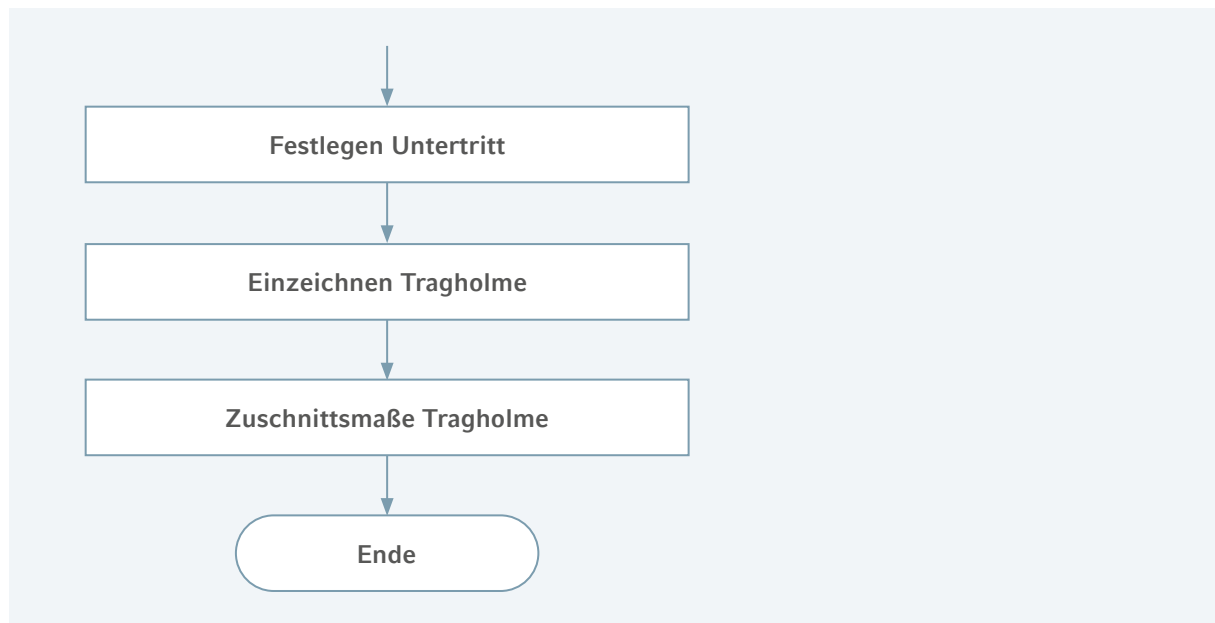 Festlegen Untertritt
Einzeichnen Tragholme
Zuschnittsmaße Tragholme
Ende